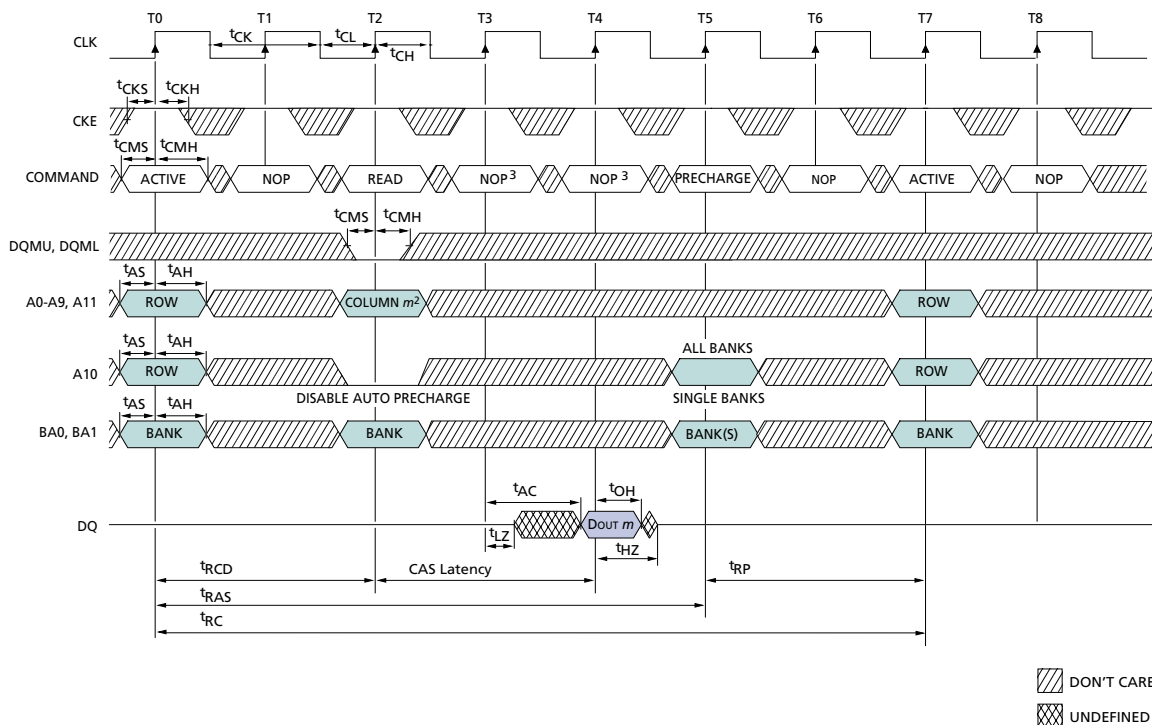 T0 T1 T2 T3 T4 T5 T6 T7 T8
CLK
tCK tCL
tCH
tCKS tCKH
CKE
tCMS tCMH
COMMAND ACTIVE NOP READ NOP3 NOP3 PRECHARGE NOP ACTIVE NOP
tCMS tCMH
DQMU, DQML
tAS tAH
A0-A9, A11 ROW COLUMN m2 ROW
tAS tAH ALL BANKS
A10 ROW ROW
DISABLE AUTO PRECHARGE SINGLE BANKS
tAS tAH
BA0, BA1 BANK BANK BANK(S) BANK
tAC tOH
DQ DOUT m
tLZ tHZ
tRCD CAS Latency tRP
tRAS
tRC
DON'T CARE
UNDEFINED